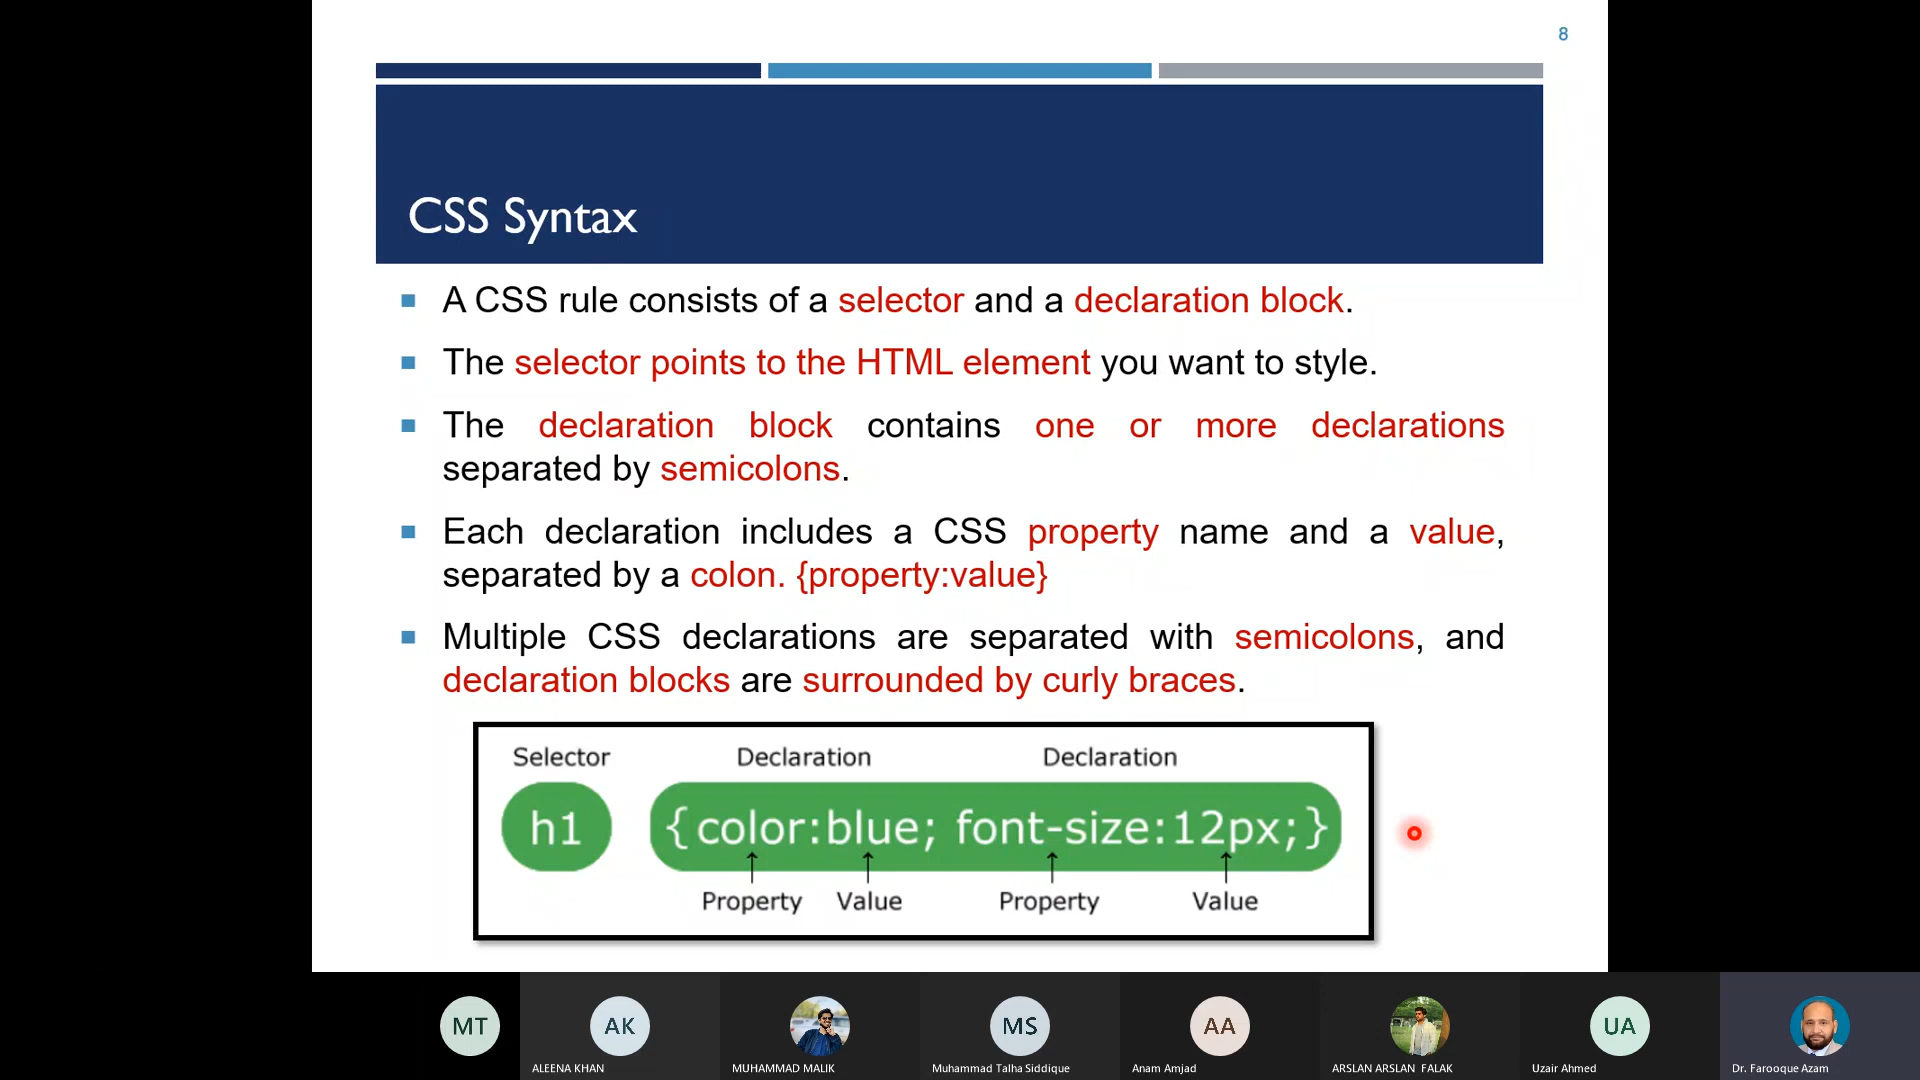 8
CSS Syntax
A CSS rule consists of a selector and a declaration block.
The selector points to the HTML element you want to style.
The declaration block contains one or more declarations
separated by semicolons.
Each declaration includes a CSS property name and a value,
separated by a colon. {property:value}
Multiple CSS declarations are separated with semicolons, and
declaration blocks are surrounded by curly braces.
Selector Declaration Declaration
h1 {color:blue; font-size:12px;}
Property Value Property Value
MT AK MS AA UA
ALEENA KHAN MUHAMMAD MALIK Muhammad Talha Siddique Anam Amjad ARSLAN ARSLAN FALAK Uzair Ahmed Dr. Farooque Azam